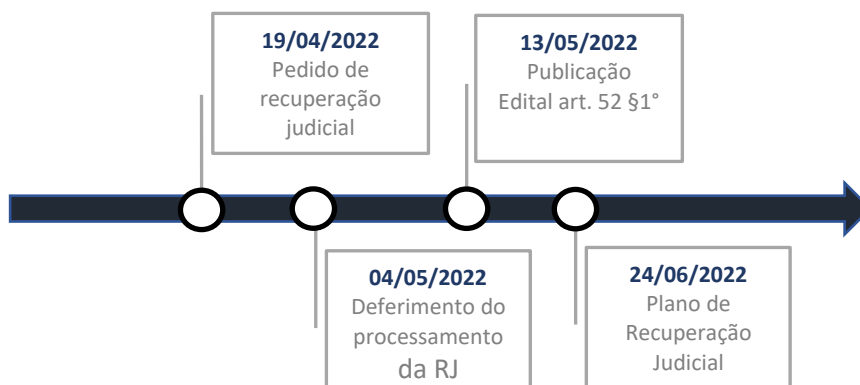 19/04/2022
Pedido de
recuperação
judicial
13/05/2022
Publicação
Edital art. 52 §1°
04/05/2022
Deferimento do
processamento
da RJ
24/06/2022
Plano de
Recuperação
Judicial